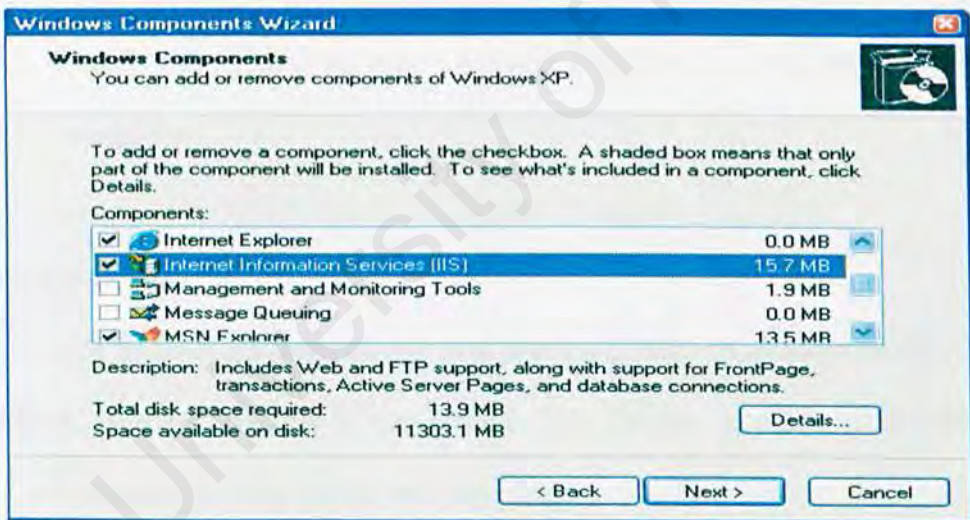 Windows Components Wizard
Windows Components
You can add or remove components of Windows XP.
To add or remove a component, click the checkbox. A shaded box means that only
part of the component will be installed. To see what's included in a component, click
Details.
Components:
Internet Explorer 0.0 MB
Internet Information Services (IIS) 15.7 MB
Management and Monitoring Tools 1.9 MB
Message Queuing 0.0 MB
MSN Explorer 13.5 MB
Description: Includes Web and FTP support, along with support for FrontPage,
transactions, Active Server Pages, and database connections.
Total disk space required: 13.9 MB
Space available on disk: 11303.1 MB
Details...
< Back Next > Cancel
University of